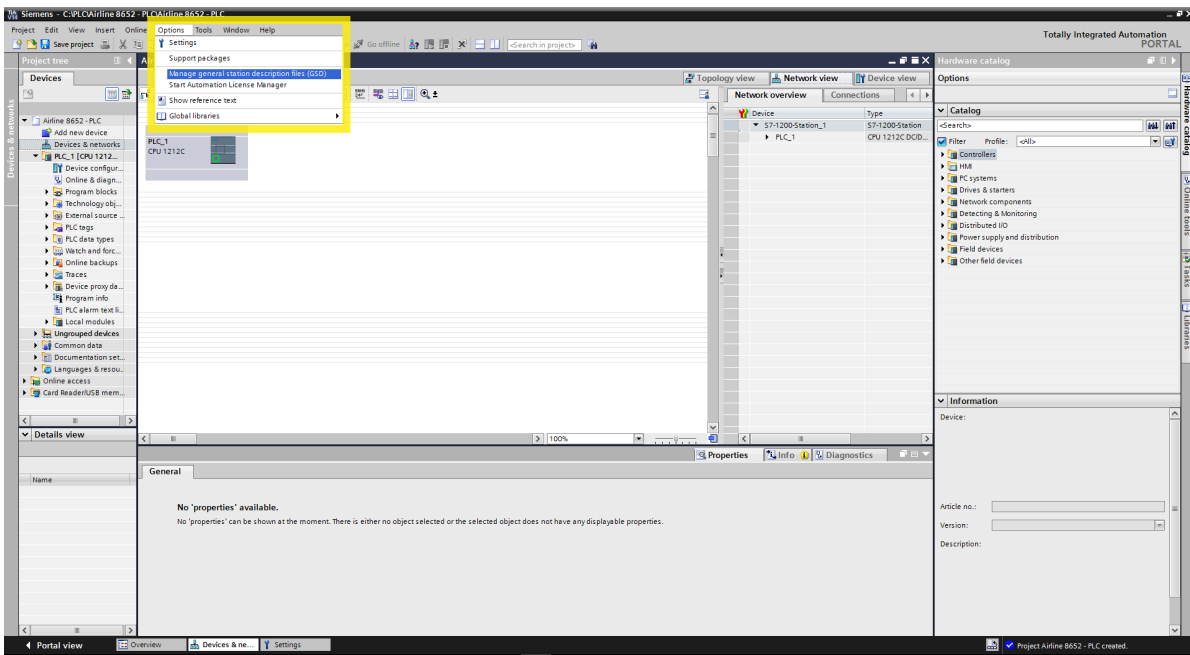 Siemens - C:\PLC\Airline 8652 - PLC\Airline 8652 - PLC
Project Edit View Insert Online Options Tools Window Help
Totally Integrated Automation
PORTAL
Save project
Go offline
<Search in project>
Settings
Support packages
Manage general station description files (GSD)
Start Automation License Manager
Show reference text
Global libraries
Project tree
Devices
Airline 8652 - PLC
Add new device
Devices & networks
PLC_1 [CPU 1212...
Device configur...
Online & diagn...
Program blocks
Technology obj...
External source ...
PLC tags
PLC data types
Watch and forc...
Online backups
Traces
Device proxy da...
Program info
PLC alarm text li...
Local modules
Ungrouped devices
Common data
Documentation set...
Languages & resou...
Online access
Card Reader/USB mem...
Details view
Name
Devices & networks
PLC_1
CPU 1212C
100%
Topology view Network view Device view
Network overview Connections
Device Type
S7-1200-Station_1 S7-1200-Station
PLC_1 CPU 1212C DC/D...
Properties Info Diagnostics
General
No 'properties' available.
No 'properties' can be shown at the moment. There is either no object selected or the selected object does not have any displayable properties.
Hardware catalog
Options
Catalog
<Search>
Filter Profile: <All>
Controllers
HMI
PC systems
Drives & starters
Network components
Detecting & Monitoring
Distributed I/O
Power supply and distribution
Field devices
Other field devices
Information
Device:
Article no.:
Version:
Description:
Hardware catalog
Online tools
Tasks
Libraries
Portal view Overview Devices & ne... Settings
Project Airline 8652 - PLC created.